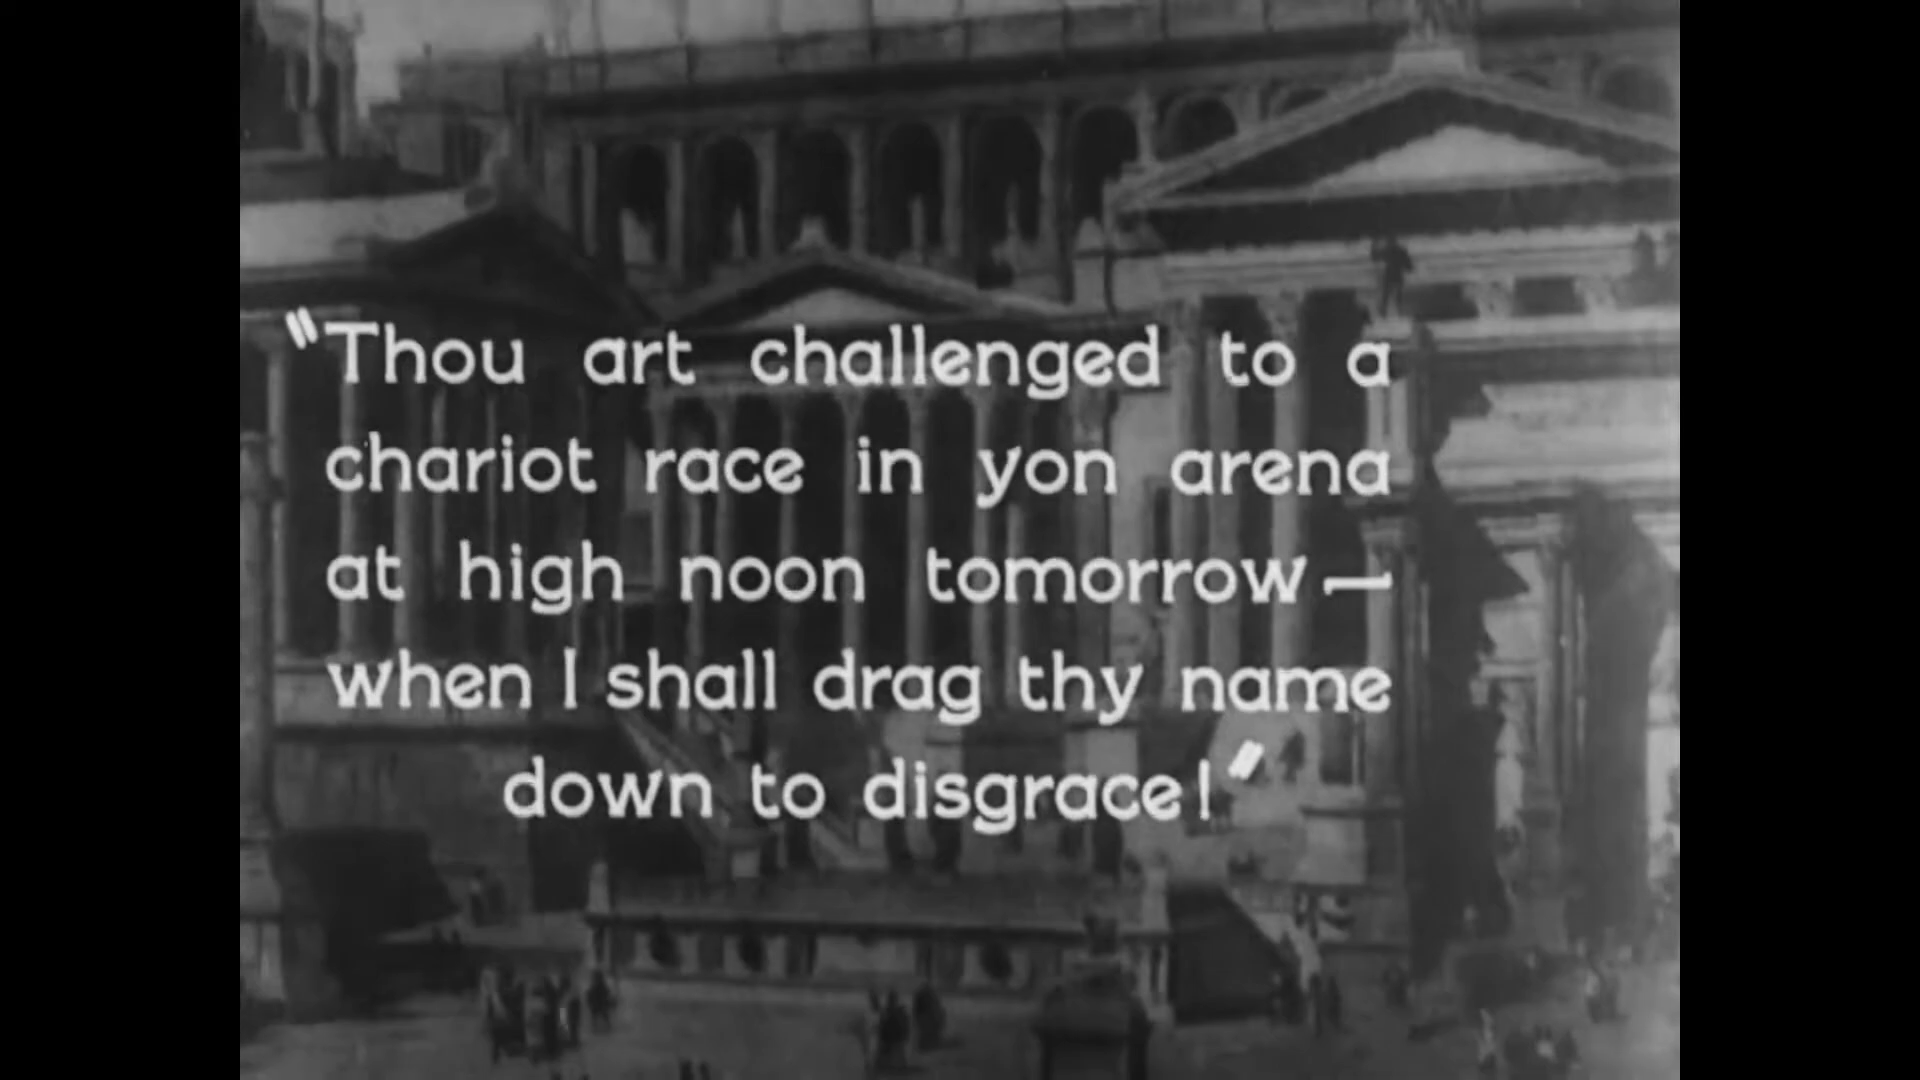 "Thou art challenged to a
chariot race in yon arena
at high noon tomorrow—
when I shall drag thy name
down to disgrace!"